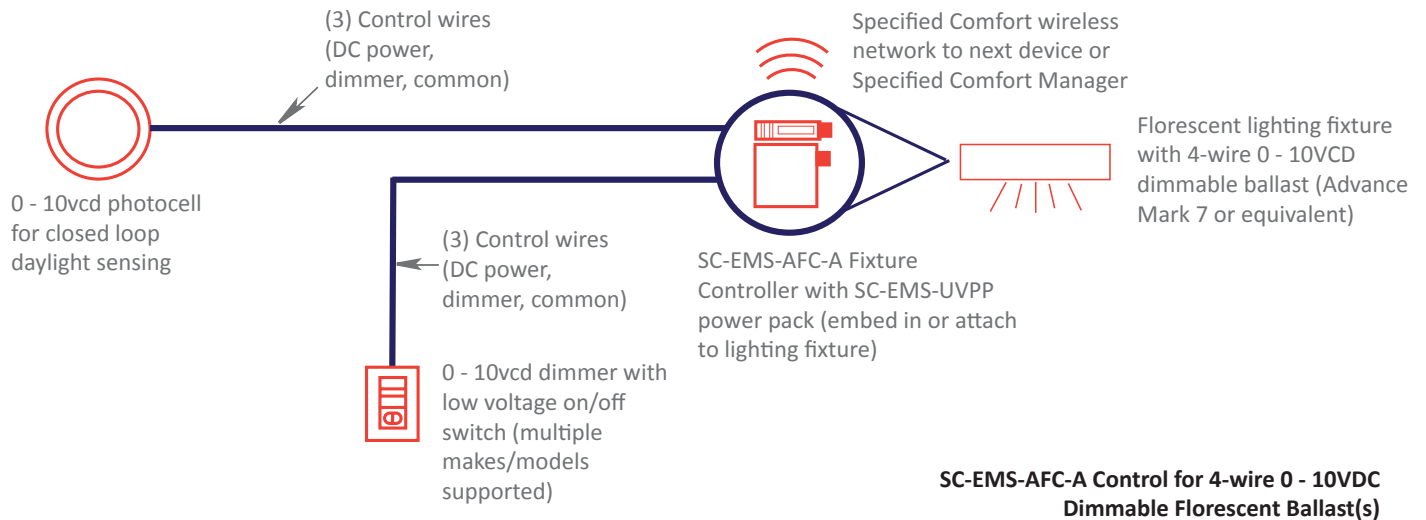 (3) Control wires
(DC power,
dimmer, common)
Specified Comfort wireless
network to next device or
Specified Comfort Manager
Florescent lighting fixture
with 4-wire 0 - 10VCD
dimmable ballast (Advance
Mark 7 or equivalent)
0 - 10vcd photocell
for closed loop
daylight sensing
(3) Control wires
(DC power,
dimmer, common)
SC-EMS-AFC-A Fixture
Controller with SC-EMS-UVPP
power pack (embed in or attach
to lighting fixture)
0 - 10vcd dimmer with
low voltage on/off
switch (multiple
makes/models
supported)
SC-EMS-AFC-A Control for 4-wire 0 - 10VDC
Dimmable Florescent Ballast(s)